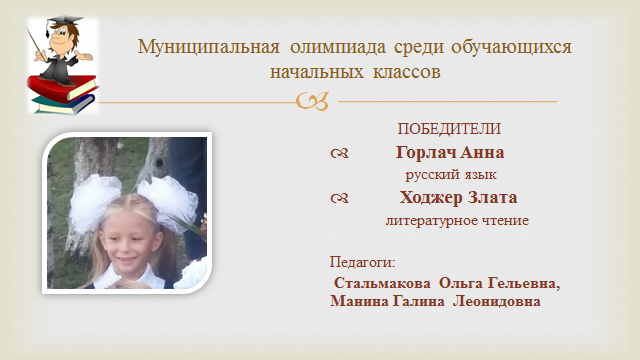 Муниципальная олимпиада среди обучающихся
начальных классов
ПОБЕДИТЕЛИ
Горлач Анна
русский язык
Ходжер Злата
литературное чтение
Педагоги:
Стальмакова Ольга Гельевна,
Манина Галина Леонидовна